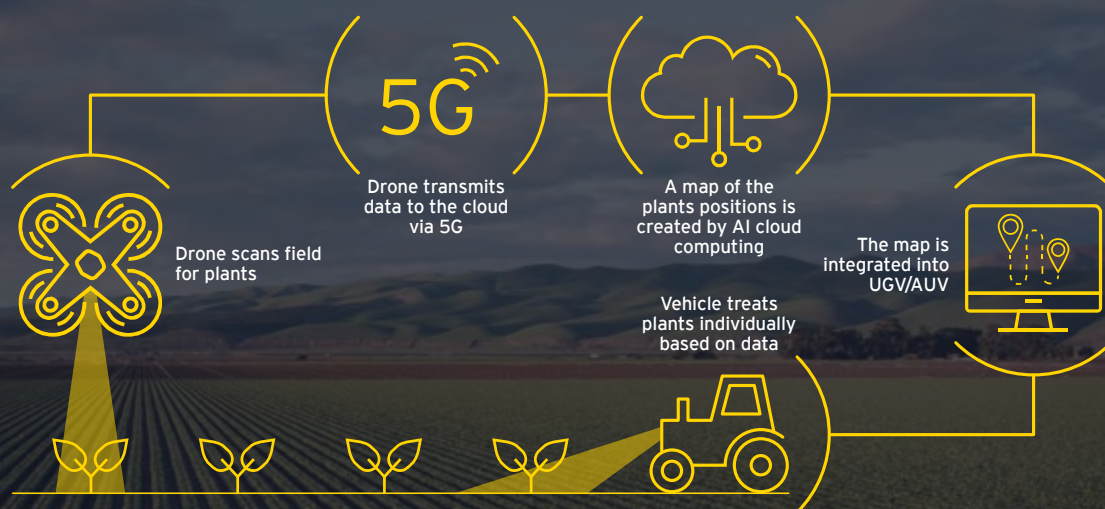 5G
Drone transmits
data to the cloud
via 5G
A map of the
plants positions is
created by AI cloud
computing
Drone scans field
for plants
The map is
integrated into
UGV/AUV
Vehicle treats
plants individually
based on data